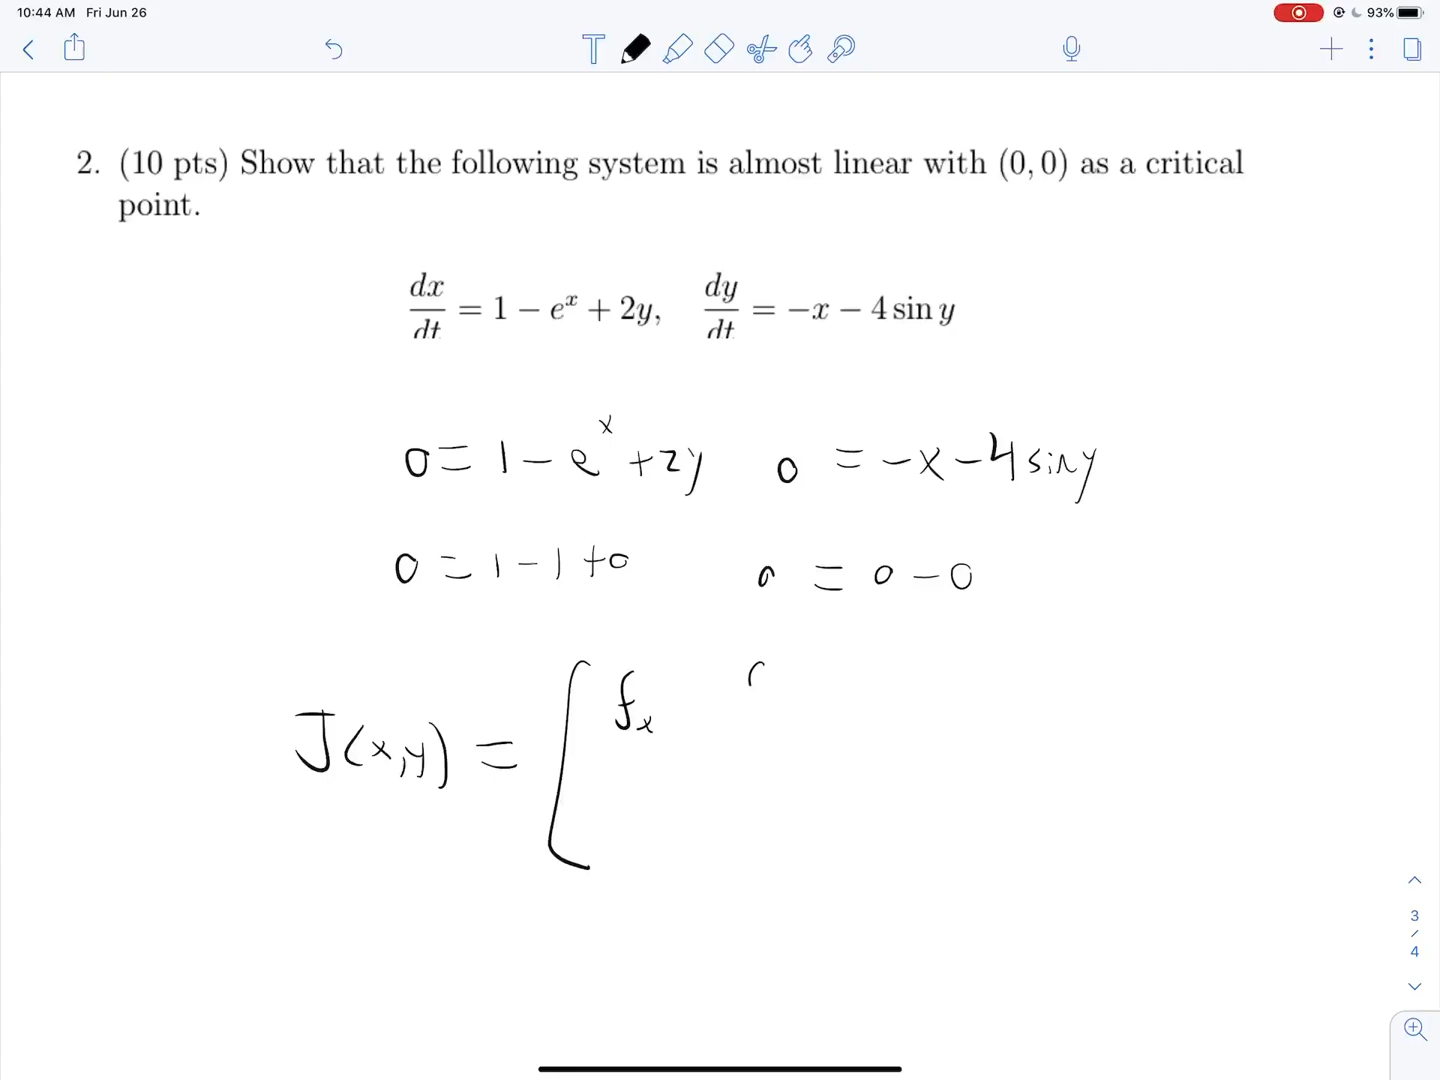 10:44 AM Fri Jun 26 93%
2. (10 pts) Show that the following system is almost linear with (0, 0) as a critical
point.
dx/dt = 1 − e^x + 2y, dy/dt = −x − 4 sin y
0 = 1 − e^x + 2y 0 = −x − 4 sin y
0 = 1 − 1 + 0 0 = 0 − 0
J(x,y) = [ f_x
3
/
4